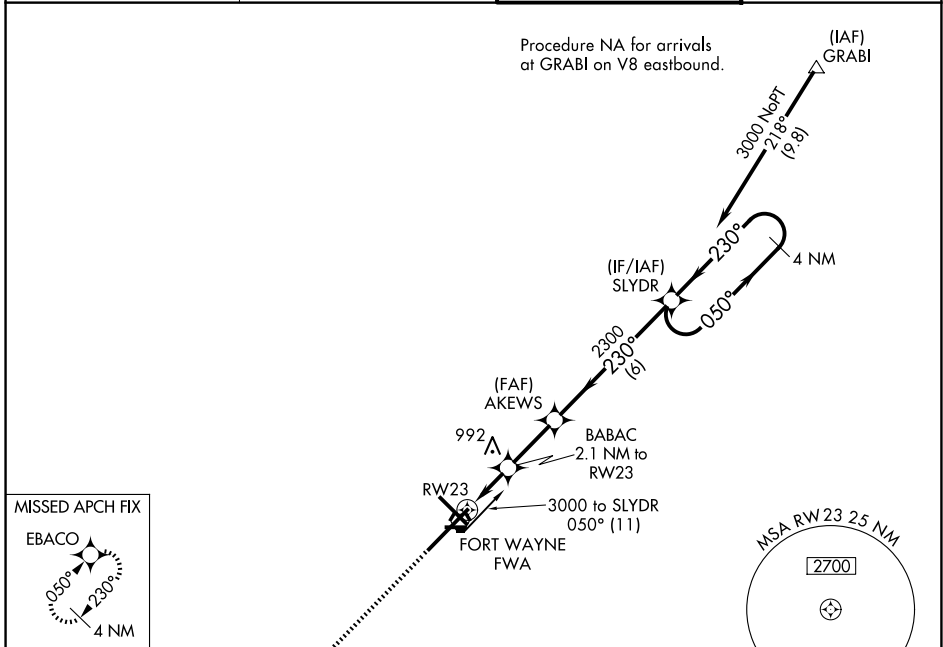 Procedure NA for arrivals
at GRABI on V8 eastbound.
(IAF)
GRABI
3000 NoPT
218°
(9.8)
230°
4 NM
050°
(IF/IAF)
SLYDR
2300
230°
(6)
(FAF)
AKEWS
992
BABAC
2.1 NM to
RW23
RW23
3000 to SLYDR
050° (11)
FORT WAYNE
FWA
MISSED APCH FIX
EBACO
050°
230°
4 NM
MSA RW23 25 NM
2700